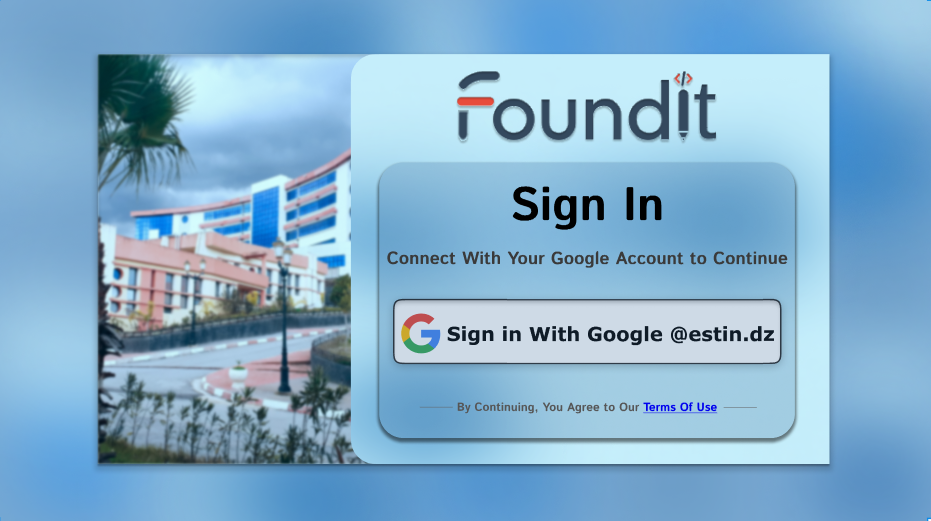 Foundit
Sign In
Connect With Your Google Account to Continue
Sign in With Google @estin.dz
By Continuing, You Agree to Our Terms Of Use